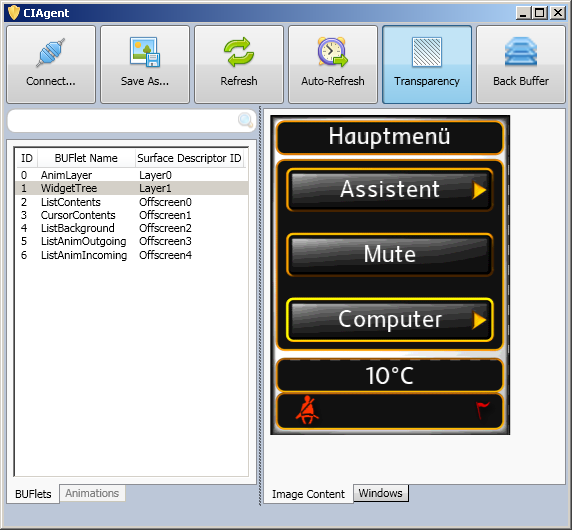 CIAgent
Connect... Save As... Refresh Auto-Refresh Transparency Back Buffer
ID BUFlet Name Surface Descriptor ID
0 AnimLayer Layer0
1 WidgetTree Layer1
2 ListContents Offscreen0
3 CursorContents Offscreen1
4 ListBackground Offscreen2
5 ListAnimOutgoing Offscreen3
6 ListAnimIncoming Offscreen4
BUFlets Animations
Hauptmenü
Assistent
Mute
Computer
10°C
Image Content Windows